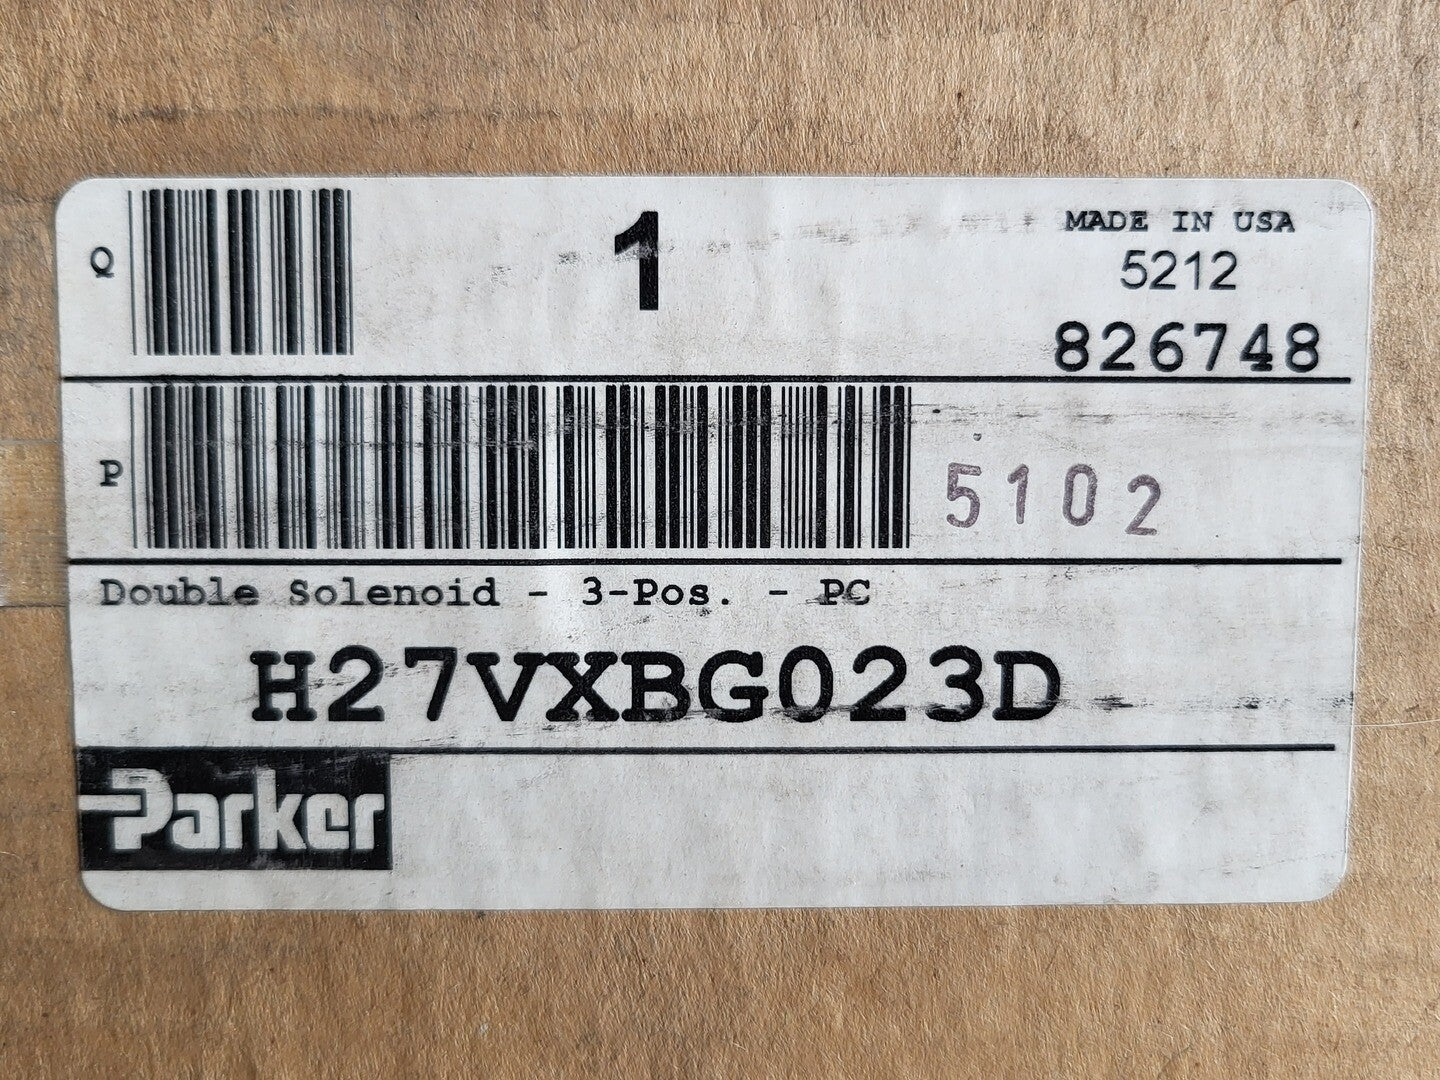 Q
1
MADE IN USA
5212
826748
P
5102
Double Solenoid - 3-Pos. - PC
H27VXBG023D
Parker